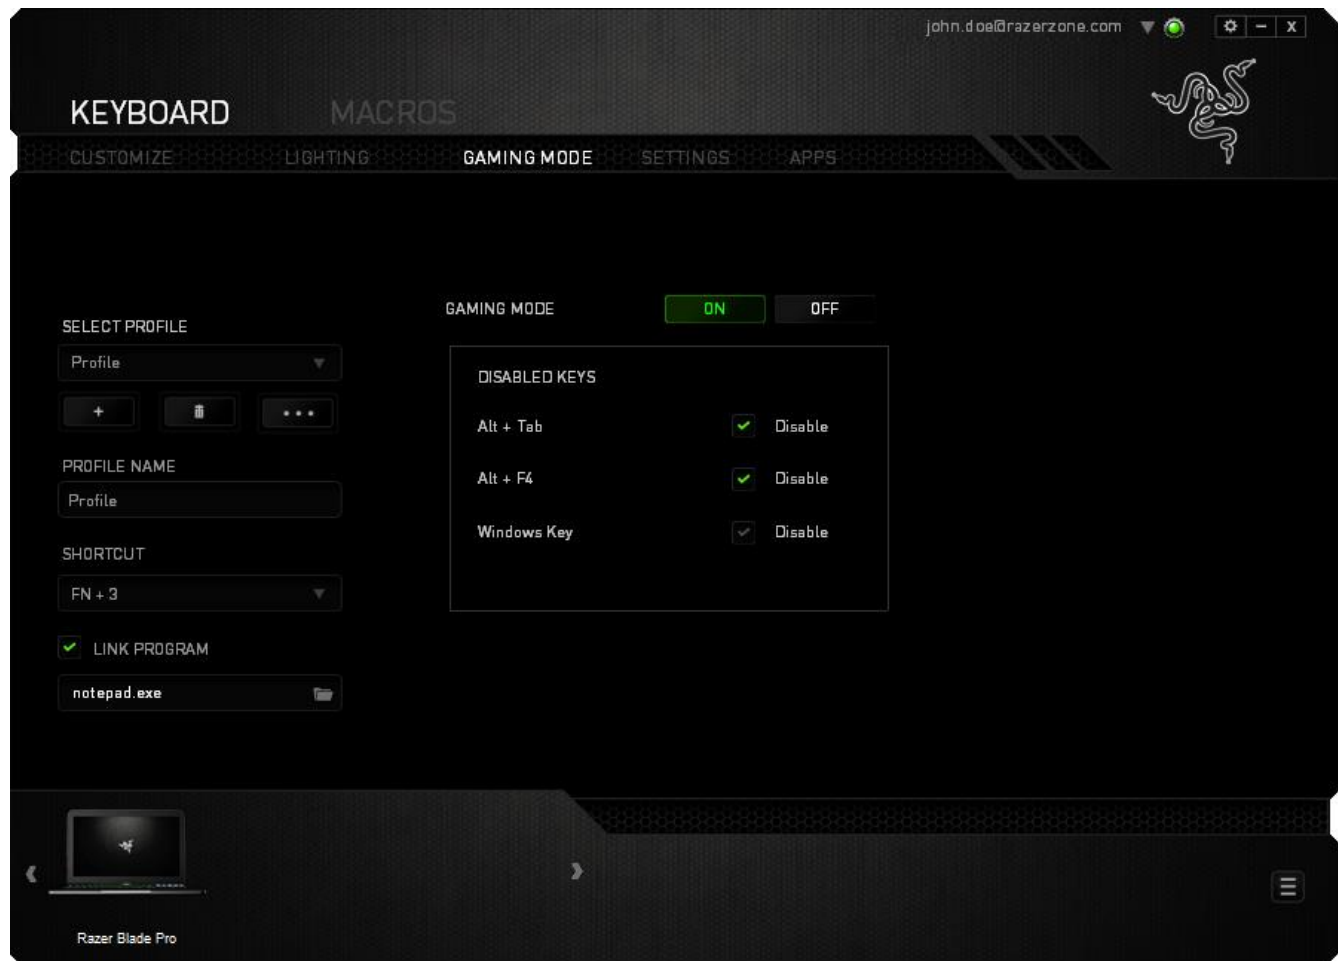 john.doe@razerzone.com
KEYBOARD MACROS
CUSTOMIZE LIGHTING GAMING MODE SETTINGS APPS
GAMING MODE ON OFF
SELECT PROFILE
Profile
DISABLED KEYS
Alt + Tab Disable
PROFILE NAME
Alt + F4 Disable
Profile
Windows Key Disable
SHORTCUT
FN + 3
LINK PROGRAM
notepad.exe
Razer Blade Pro